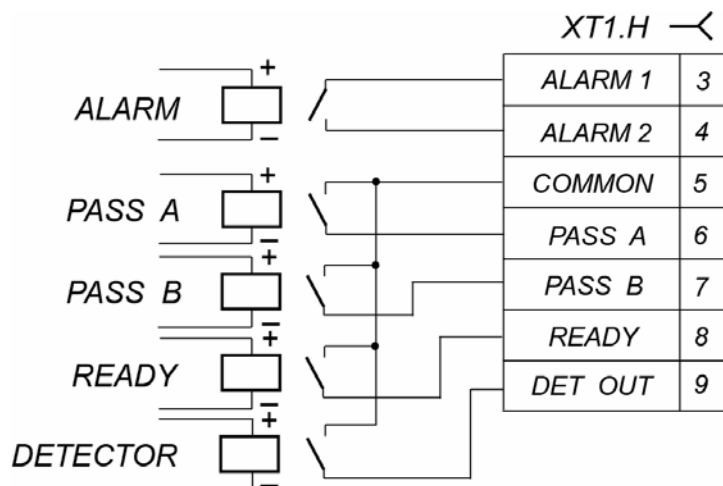 XT1.H
+
ALARM
−
ALARM 1 3
ALARM 2 4
+
PASS A
−
COMMON 5
PASS A 6
+
PASS B
−
PASS B 7
+
READY
−
READY 8
+
DETECTOR
−
DET OUT 9